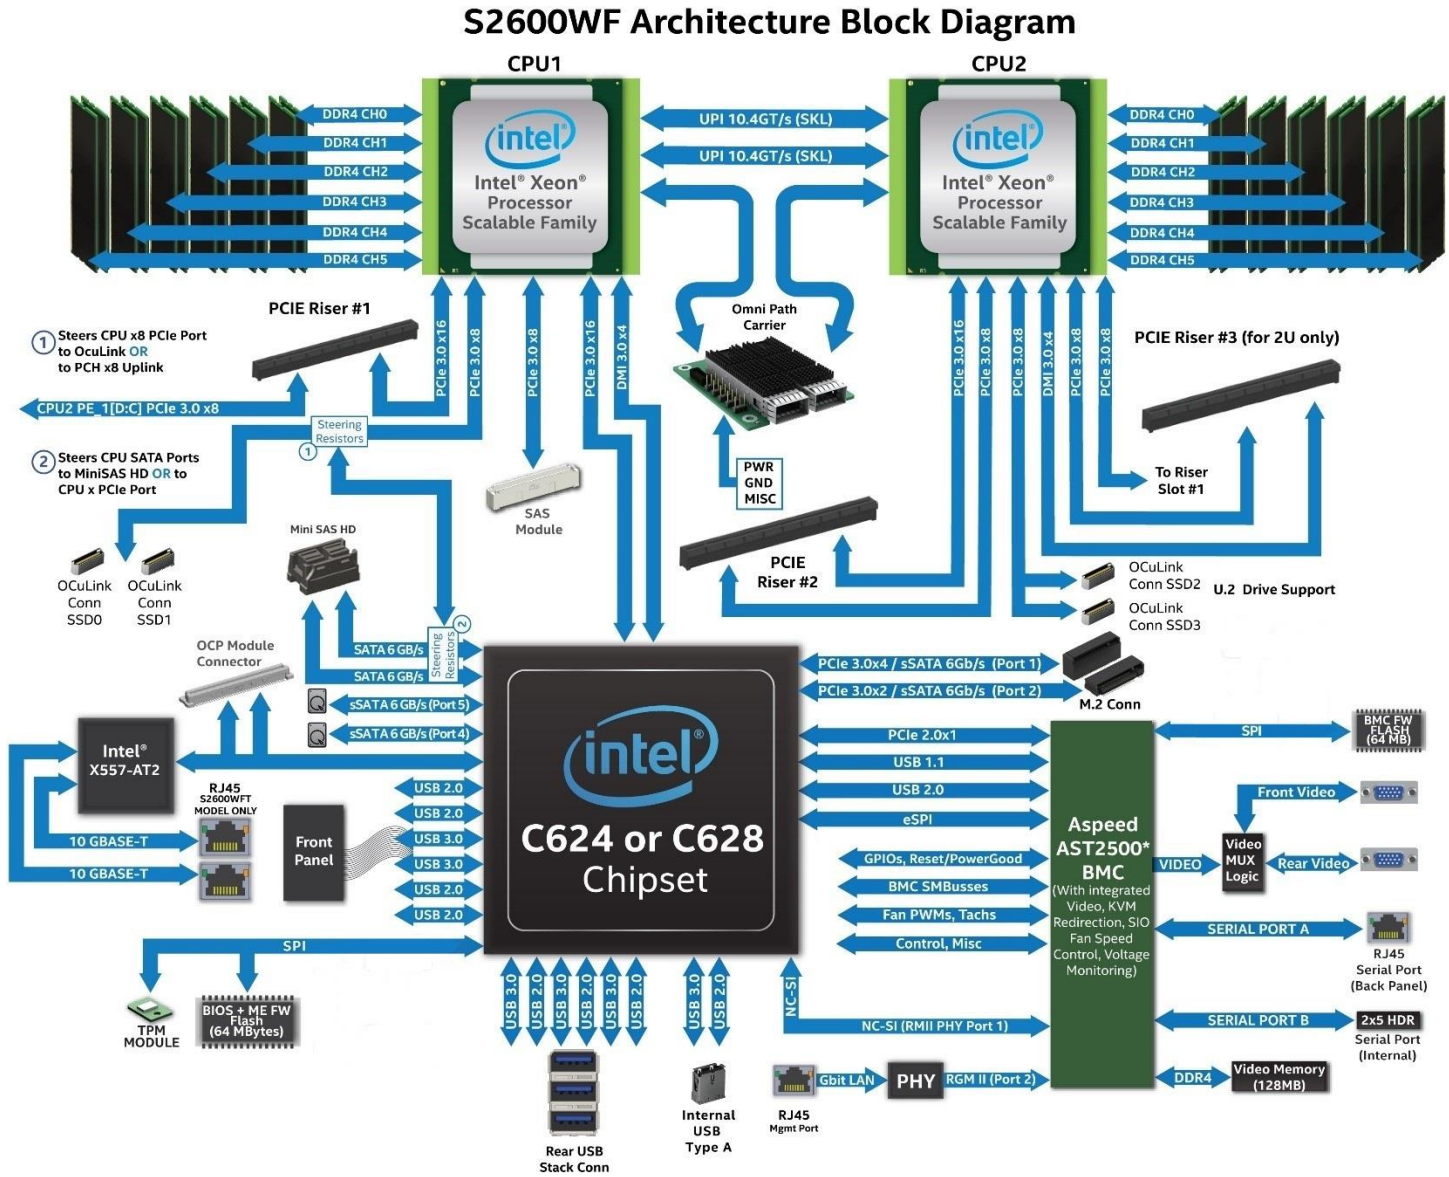 S2600WF Architecture Block Diagram
CPU1
CPU2
intel®
Intel® Xeon®
Processor
Scalable Family
intel®
Intel® Xeon®
Processor
Scalable Family
DDR4 CH0
DDR4 CH1
DDR4 CH2
DDR4 CH3
DDR4 CH4
DDR4 CH5
UPI 10.4GT/s (SKL)
UPI 10.4GT/s (SKL)
DDR4 CH0
DDR4 CH1
DDR4 CH2
DDR4 CH3
DDR4 CH4
DDR4 CH5
PCIE Riser #1
1
Steers CPU x8 PCIe Port
to OcuLink OR
to PCH x8 Uplink
CPU2 PE_1[D:C] PCIe 3.0 x8
2
Steers CPU SATA Ports
to MiniSAS HD OR to
CPU x PCIe Port
PCIe 3.0 x16
PCIe 3.0 x8
PCIe 3.0 x8
PCIe 3.0 x16
DMI 3.0 x4
Steering
Resistors
1
Omni Path
Carrier
PWR
GND
MISC
PCIe 3.0 x16
PCIe 3.0 x8
PCIe 3.0 x8
DMI 3.0 x4
PCIe 3.0 x8
PCIe 3.0 x8
PCIE Riser #3 (for 2U only)
To Riser
Slot #1
SAS
Module
Mini SAS HD
PCIE
Riser #2
OCuLink
Conn
SSD0
OCuLink
Conn
SSD1
OCuLink
Conn SSD2
OCuLink
Conn SSD3
U.2 Drive Support
OCP Module
Connector
SATA 6 GB/s
SATA 6 GB/s
Steering
Resistors
2
sSATA 6 GB/s (Port 5)
sSATA 6 GB/s (Port 4)
PCIe 3.0x4 / sSATA 6Gb/s (Port 1)
PCIe 3.0x2 / sSATA 6Gb/s (Port 2)
M.2 Conn
Intel®
X557-AT2
RJ45
S2600WFT
MODEL ONLY
10 GBASE-T
10 GBASE-T
Front
Panel
USB 2.0
USB 2.0
USB 3.0
USB 3.0
USB 2.0
USB 2.0
intel®
C624 or C628
Chipset
PCIe 2.0x1
USB 1.1
USB 2.0
eSPI
GPIOs, Reset/PowerGood
BMC SMBusses
Fan PWMs, Tachs
Control, Misc
Aspeed
AST2500*
BMC
(With integrated
Video, KVM
Redirection, SIO
Fan Speed
Control, Voltage
Monitoring)
SPI
BMC FW
FLASH
(64 MB)
Front Video
VIDEO
Video
MUX
Logic
Rear Video
SERIAL PORT A
RJ45
Serial Port
(Back Panel)
SERIAL PORT B
2x5 HDR
Serial Port
(Internal)
DDR4
Video Memory
(128MB)
SPI
TPM
MODULE
BIOS + ME FW
Flash
(64 MBytes)
USB 3.0
USB 2.0
USB 3.0
USB 2.0
USB 3.0
USB 2.0
USB 3.0
USB 2.0
NC-SI
NC-SI (RMII PHY Port 1)
Rear USB
Stack Conn
Internal
USB
Type A
RJ45
Mgmt Port
Gbit LAN
PHY
RGM II (Port 2)